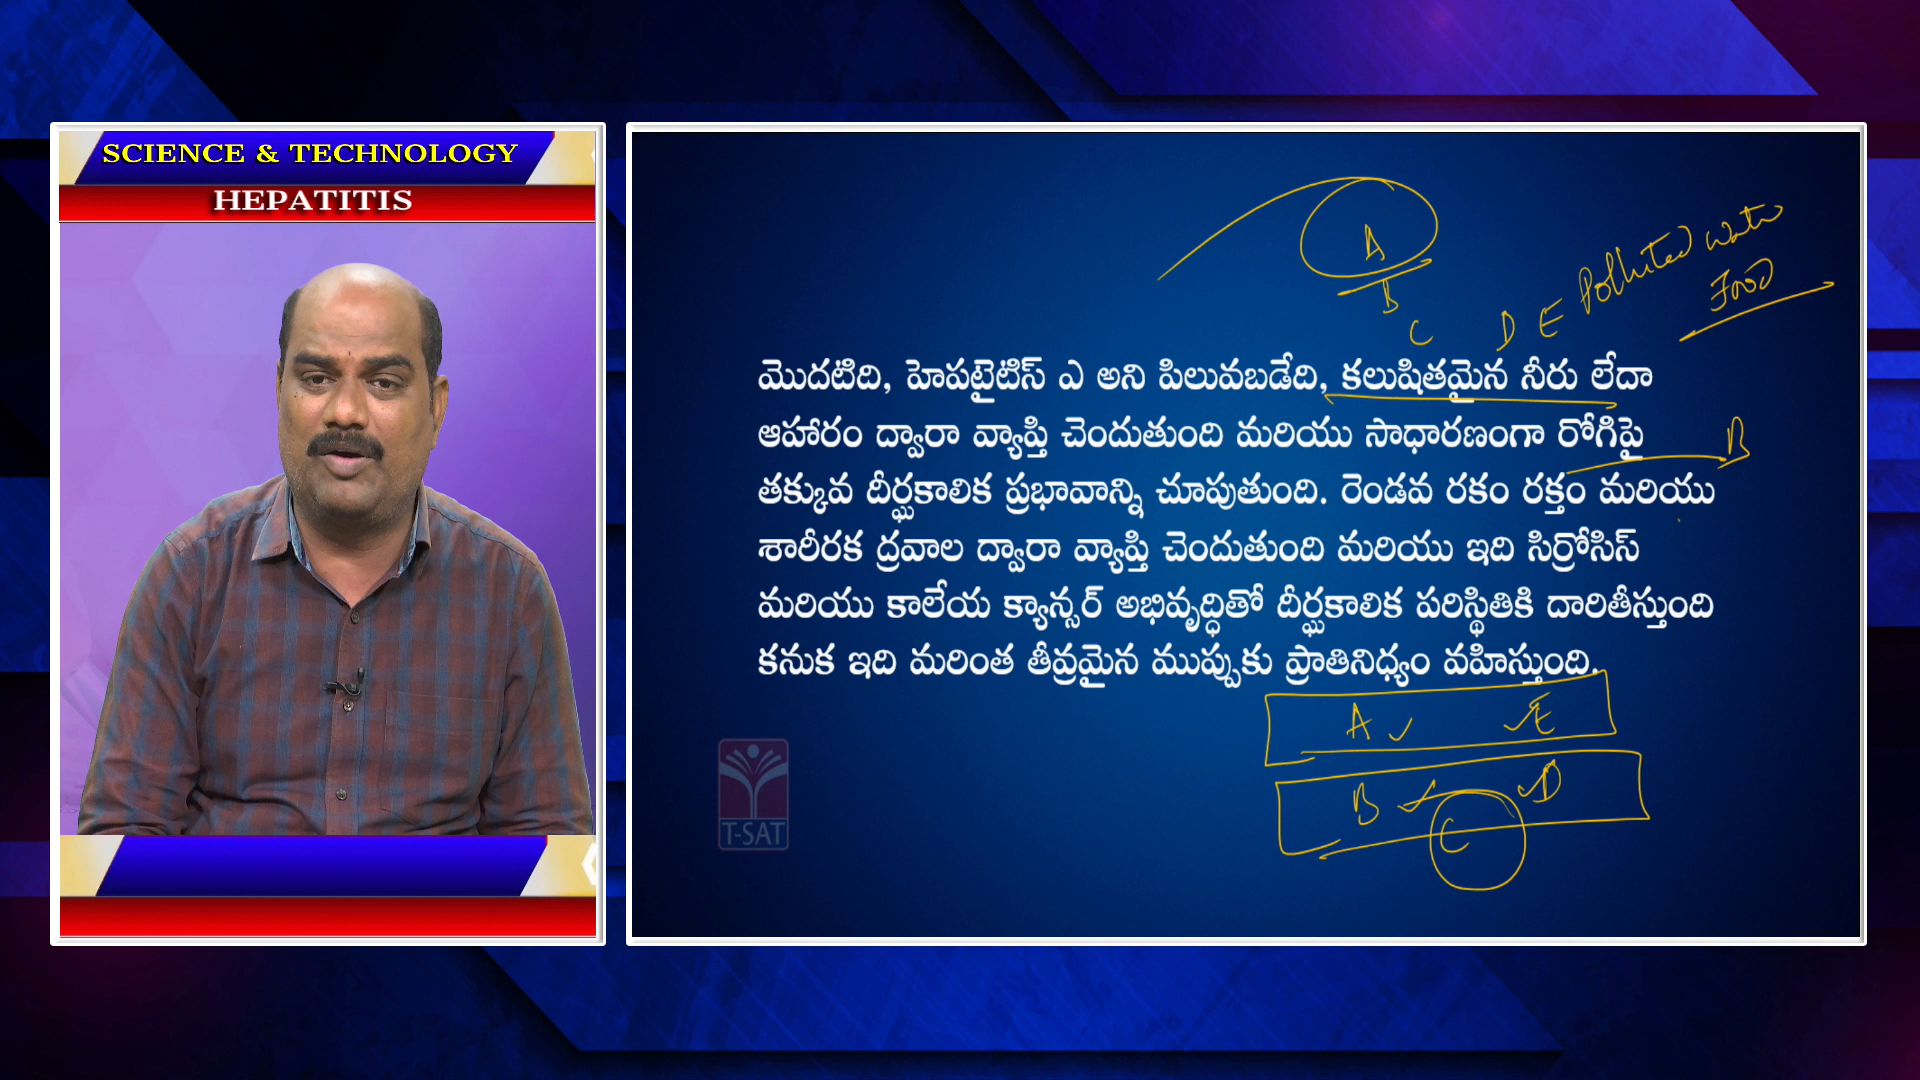 SCIENCE & TECHNOLOGY
HEPATITIS
A
B
C
D E Polluted water
Food
మొదటిది, హెపటైటిస్ ఎ అని పిలువబడేది, కలుషితమైన నీరు లేదా
ఆహారం ద్వారా వ్యాప్తి చెందుతుంది మరియు సాధారణంగా రోగిపై
B
తక్కువ దీర్ఘకాలిక ప్రభావాన్ని చూపుతుంది. రెండవ రకం రక్తం మరియు
శారీరక ద్రవాల ద్వారా వ్యాప్తి చెందుతుంది మరియు ఇది సిర్రోసిస్
మరియు కాలేయ క్యాన్సర్ అభివృద్ధితో దీర్ఘకాలిక పరిస్థితికి దారితీస్తుంది
కనుక ఇది మరింత తీవ్రమైన ముప్పుకు ప్రాతినిధ్యం వహిస్తుంది.
A ✓ ✓ E
B ✓ ✓ D
C
T-SAT